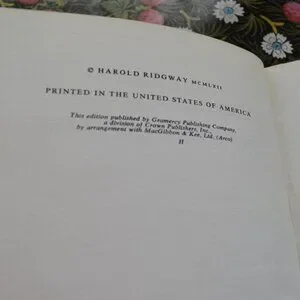 © HAROLD RIDGWAY MCMLXII
PRINTED IN THE UNITED STATES OF AMERICA
This edition published by Gramercy Publishing Company,
a division of Crown Publishers, Inc.,
by arrangement with MacGibbon & Kee, Ltd. (Arco)
H